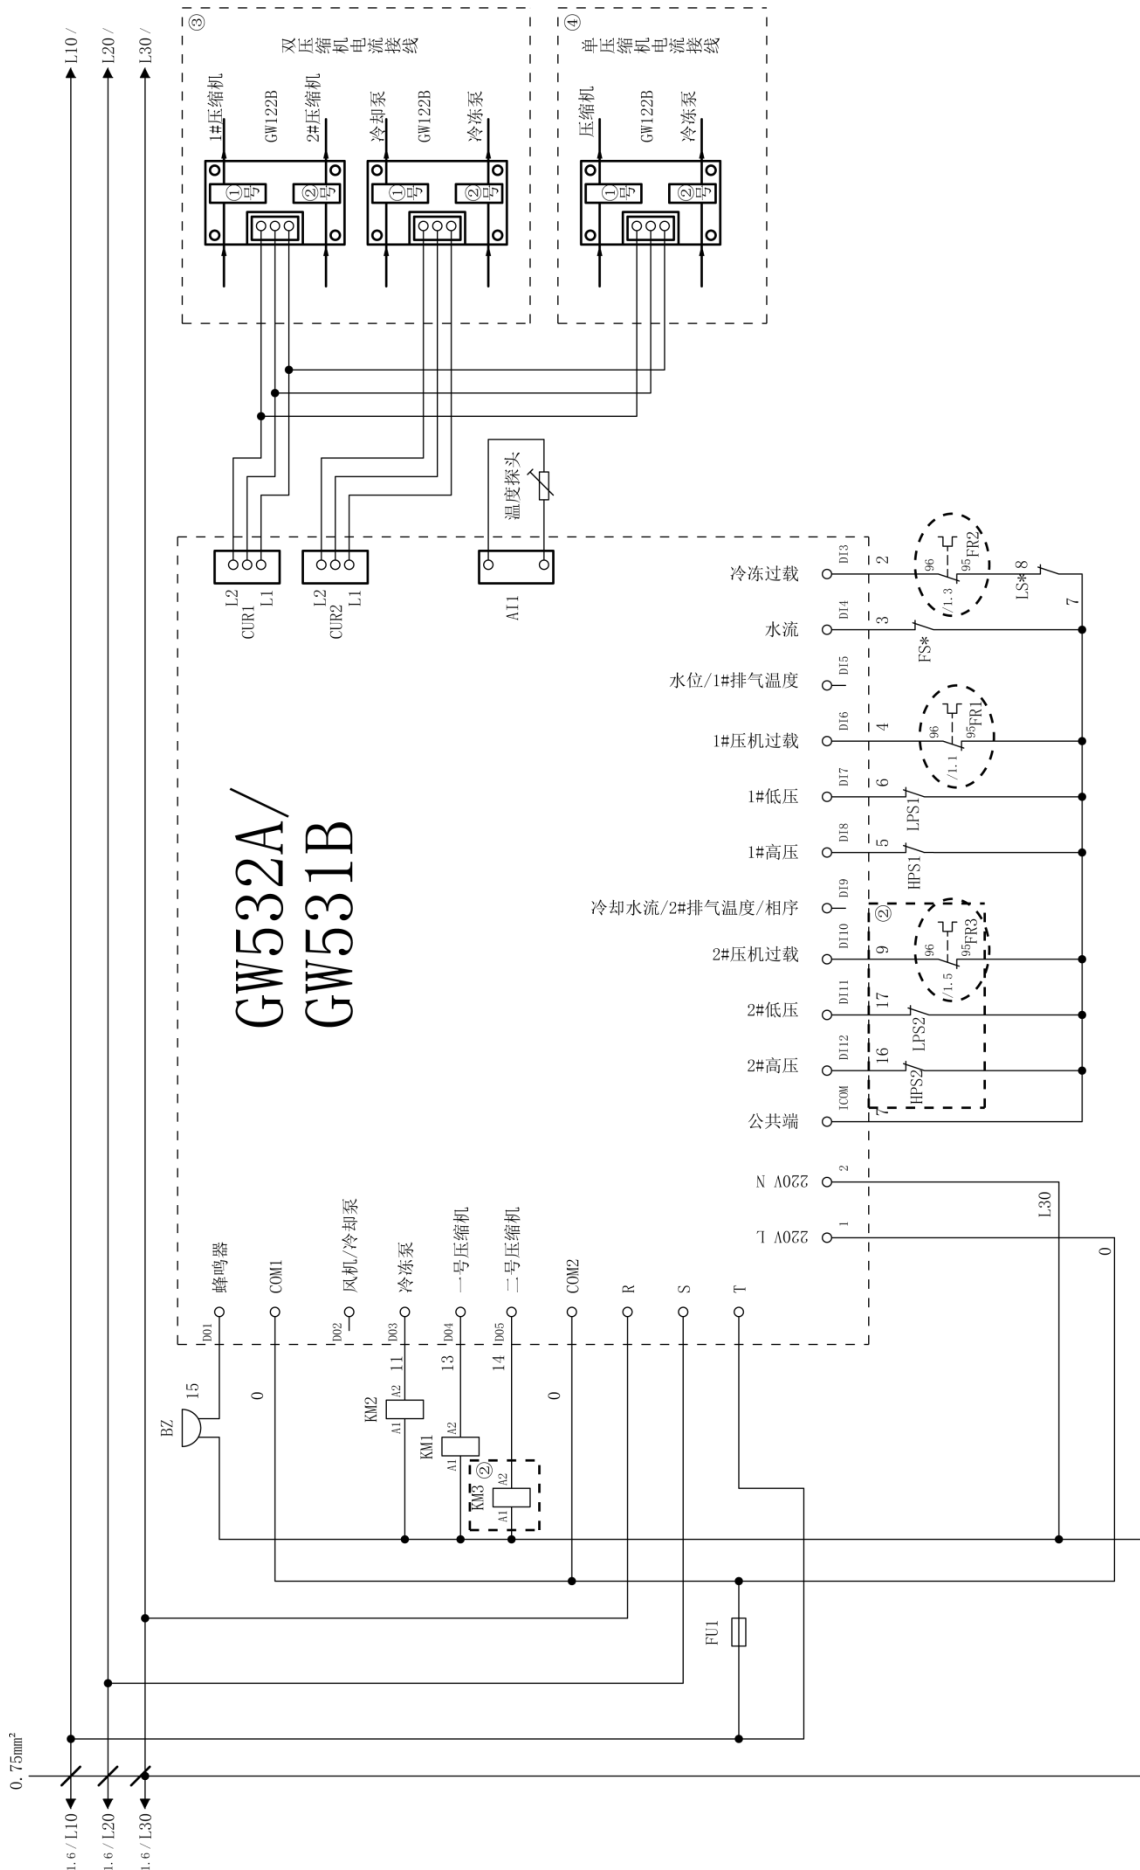 L10 /
L20 /
L30 /
③
双压缩机电流接线
1#压缩机
GW122B
2#压缩机
冷却泵
GW122B
冷冻泵
①号
②号
①号
②号
④
单压缩机电流接线
压缩机
GW122B
冷冻泵
①号
②号
L2
CUR1
L1
L2
CUR2
L1
AI1
温度探头
GW532A/
GW531B
冷冻过载
DI3
2
96
95
FR2
/1.3
LS*
8
7
水流
DI4
3
FS*
水位/1#排气温度
DI5
1#压机过载
DI6
4
96
95
FR1
/1.1
1#低压
DI7
6
LPS1
1#高压
DI8
5
HPS1
冷却水流/2#排气温度/相序
DI9
②
2#压机过载
DI10
9
96
95
FR3
/1.5
2#低压
DI11
17
LPS2
2#高压
DI12
16
HPS2
公共端
ICOM
7
220V N
2
L30
220V L
1
0
蜂鸣器
COM1
风机/冷却泵
冷冻泵
一号压缩机
二号压缩机
COM2
R
S
T
DO1
DO2
DO3
DO4
DO5
BZ
15
0
11
KM2
A1
A2
13
KM1
A1
A2
14
②
KM3
A1
A2
0
FU1
0.75mm²
1.6 / L10
1.6 / L20
1.6 / L30